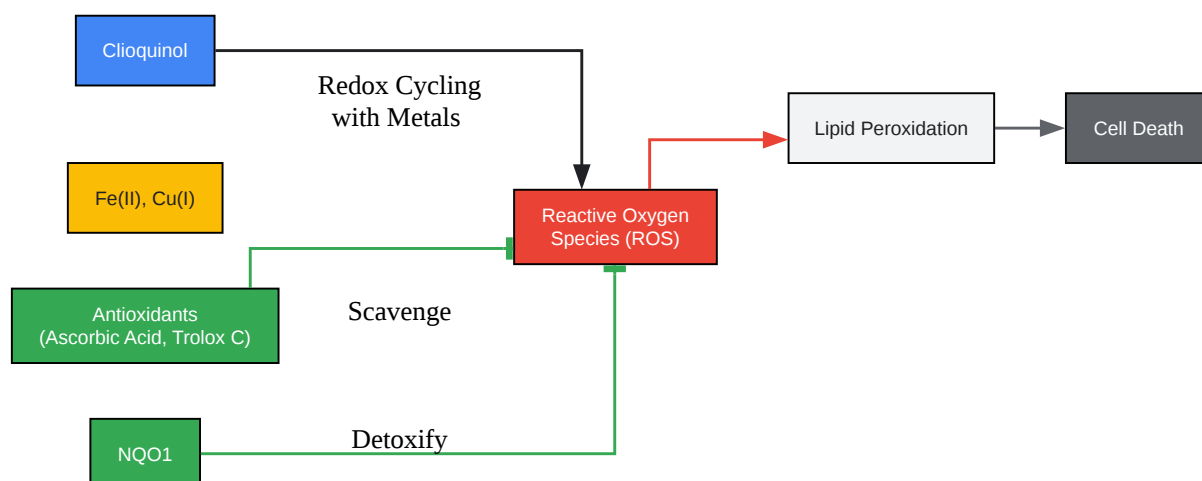 Clioquinol
Redox Cycling
with Metals
Lipid Peroxidation
Cell Death
Fe(II), Cu(I)
Reactive Oxygen
Species (ROS)
Antioxidants
(Ascorbic Acid, Trolox C)
Scavenge
Detoxify
NQO1